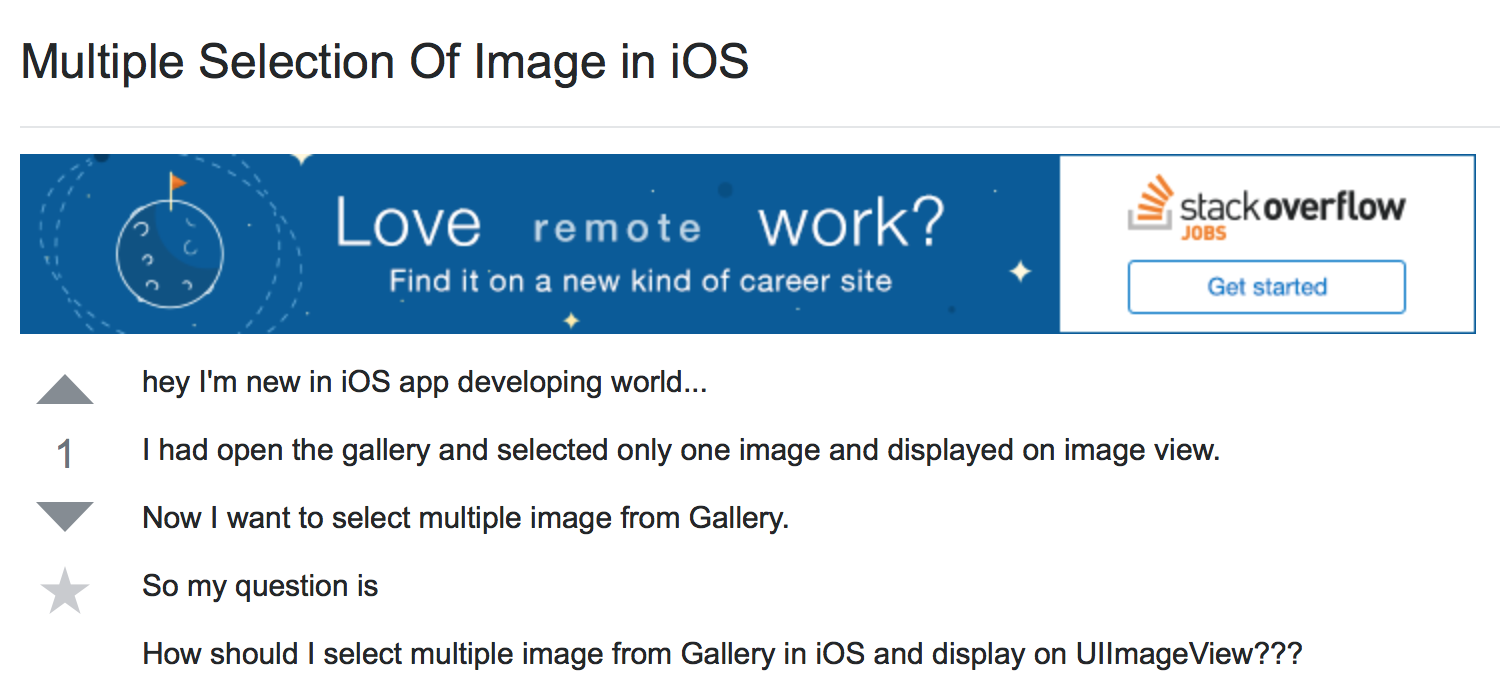 Multiple Selection Of Image in iOS
Love remote work?
Find it on a new kind of career site
stackoverflow
JOBS
Get started
hey I'm new in iOS app developing world...
1
I had open the gallery and selected only one image and displayed on image view.
Now I want to select multiple image from Gallery.
So my question is
How should I select multiple image from Gallery in iOS and display on UIImageView???